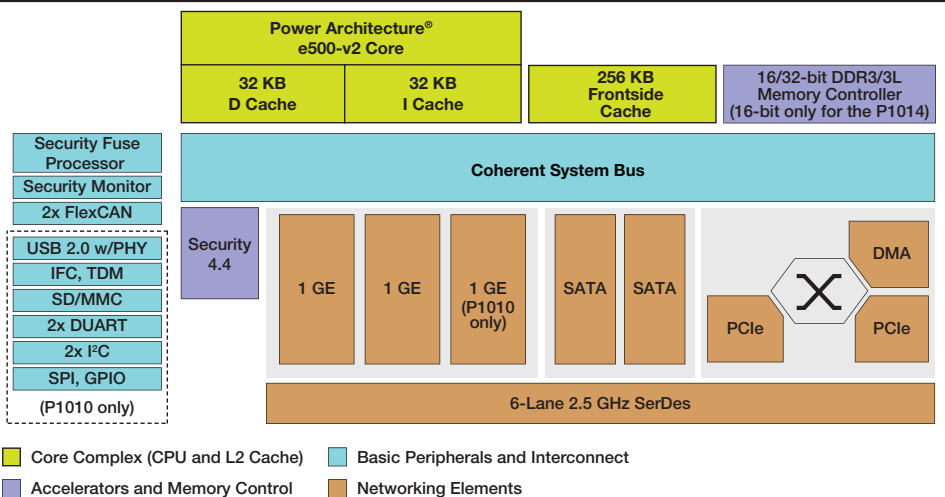 Power Architecture®
e500-v2 Core
32 KB
D Cache
32 KB
I Cache
256 KB
Frontside
Cache
16/32-bit DDR3/3L
Memory Controller
(16-bit only for the P1014)
Security Fuse
Processor
Security Monitor
2x FlexCAN
USB 2.0 w/PHY
IFC, TDM
SD/MMC
2x DUART
2x I²C
SPI, GPIO
(P1010 only)
Coherent System Bus
Security
4.4
1 GE
1 GE
1 GE
(P1010
only)
SATA
SATA
DMA
PCIe
PCIe
6-Lane 2.5 GHz SerDes
Core Complex (CPU and L2 Cache)
Basic Peripherals and Interconnect
Accelerators and Memory Control
Networking Elements